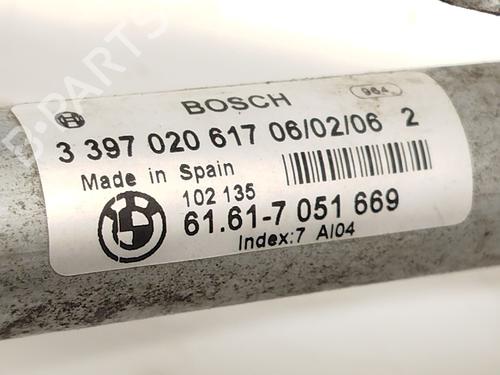 BOSCH
964
3 397 020 617 06/02/06 2
Made in Spain
102 135
61.61-7 051 669
Index:7 AI04
B-PARTS